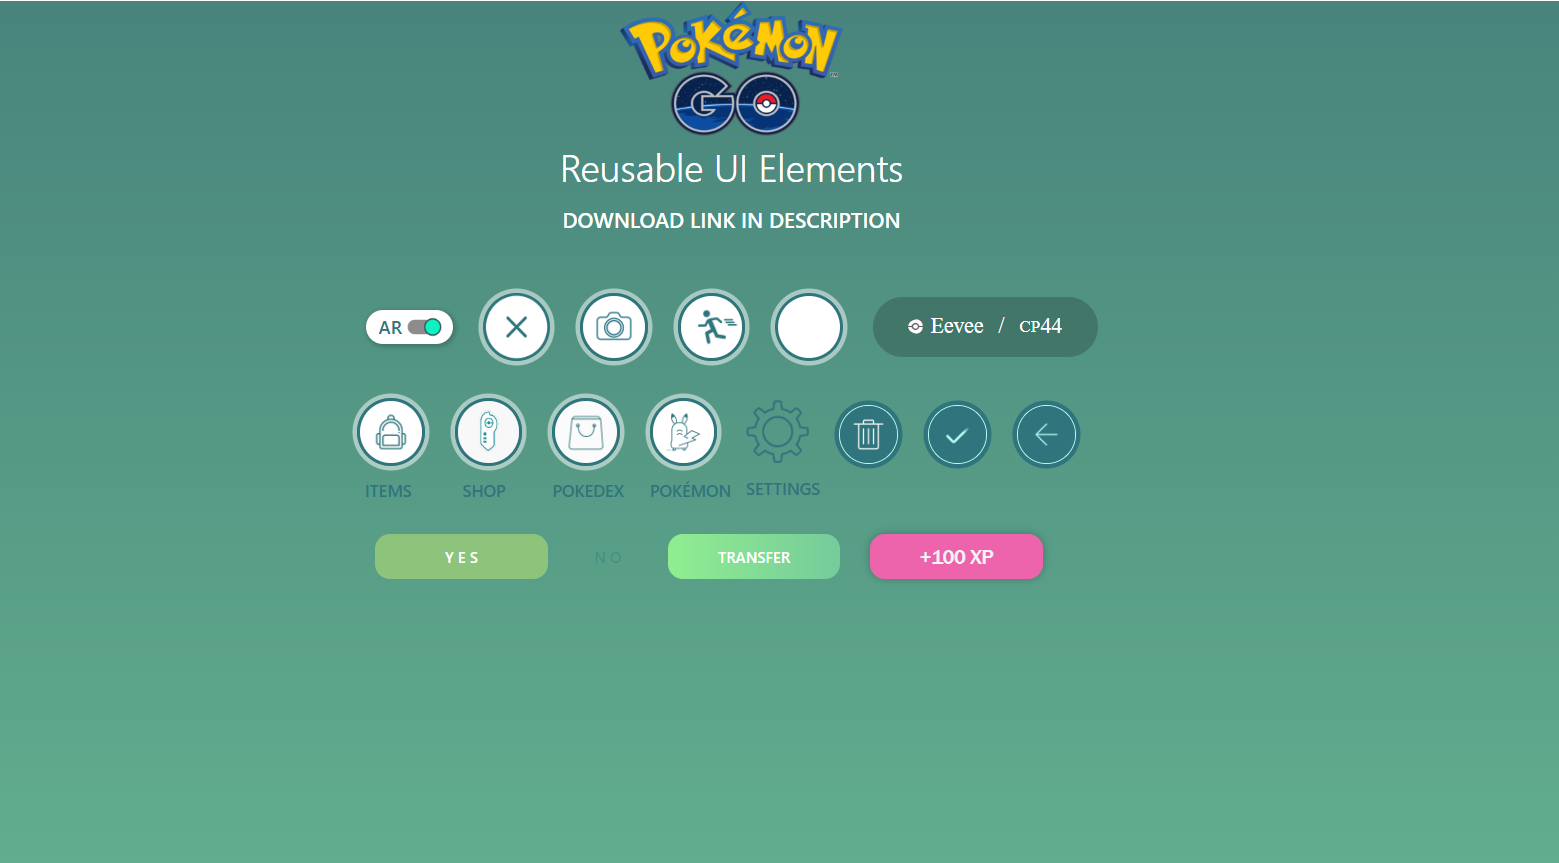 POKéMON
GO
Reusable UI Elements
DOWNLOAD LINK IN DESCRIPTION
AR
Eevee / CP44
ITEMS SHOP POKEDEX POKÉMON SETTINGS
YES NO TRANSFER +100 XP